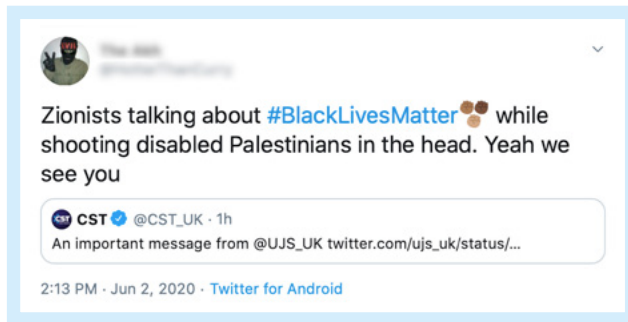 Zionists talking about #BlackLivesMatter✊🏿✊🏾✊🏽 while
shooting disabled Palestinians in the head. Yeah we
see you
CST @CST_UK · 1h
An important message from @UJS_UK twitter.com/ujs_uk/status/...
2:13 PM · Jun 2, 2020 · Twitter for Android